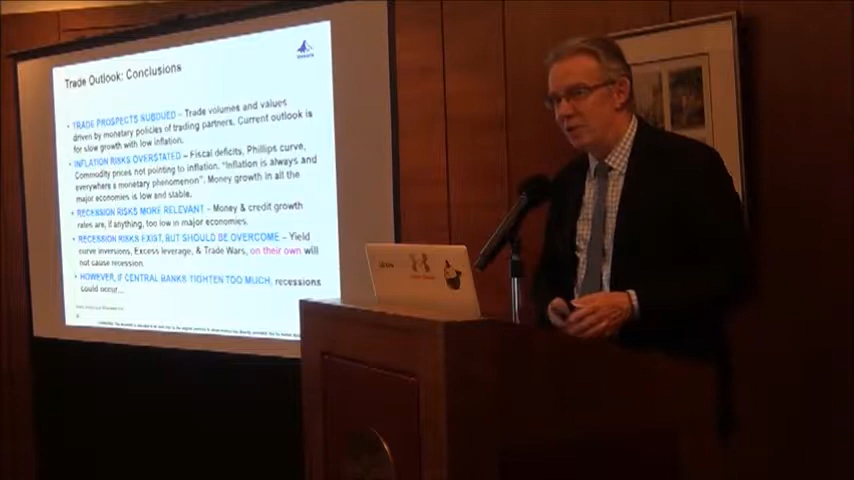 Trade Outlook: Conclusions
• TRADE PROSPECTS SUBDUED – Trade volumes and values
driven by monetary policies of trading partners. Current outlook is
for slow growth with low inflation.
• INFLATION RISKS OVERSTATED – Fiscal deficits, Phillips curve,
Commodity prices not pointing to inflation. "Inflation is always and
everywhere a monetary phenomenon". Money growth in all the
major economies is low and stable.
• RECESSION RISKS MORE RELEVANT – Money & credit growth
rates are, if anything, too low in major economies.
• RECESSION RISKS EXIST, BUT SHOULD BE OVERCOME – Yield
curve inversions, Excess leverage, & Trade Wars, on their own will
not cause recession.
• HOWEVER, IF CENTRAL BANKS TIGHTEN TOO MUCH, recessions
could occur...